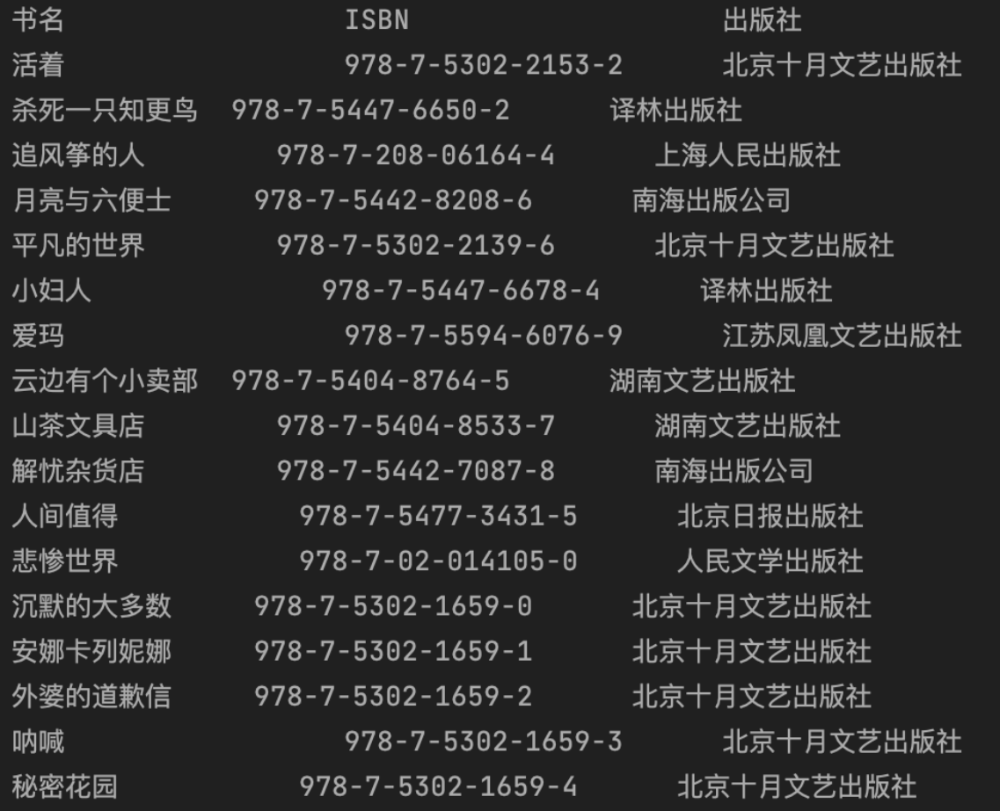 书名 ISBN 出版社
活着 978-7-5302-2153-2 北京十月文艺出版社
杀死一只知更鸟 978-7-5447-6650-2 译林出版社
追风筝的人 978-7-208-06164-4 上海人民出版社
月亮与六便士 978-7-5442-8208-6 南海出版公司
平凡的世界 978-7-5302-2139-6 北京十月文艺出版社
小妇人 978-7-5447-6678-4 译林出版社
爱玛 978-7-5594-6076-9 江苏凤凰文艺出版社
云边有个小卖部 978-7-5404-8764-5 湖南文艺出版社
山茶文具店 978-7-5404-8533-7 湖南文艺出版社
解忧杂货店 978-7-5442-7087-8 南海出版公司
人间值得 978-7-5477-3431-5 北京日报出版社
悲惨世界 978-7-02-014105-0 人民文学出版社
沉默的大多数 978-7-5302-1659-0 北京十月文艺出版社
安娜卡列妮娜 978-7-5302-1659-1 北京十月文艺出版社
外婆的道歉信 978-7-5302-1659-2 北京十月文艺出版社
呐喊 978-7-5302-1659-3 北京十月文艺出版社
秘密花园 978-7-5302-1659-4 北京十月文艺出版社